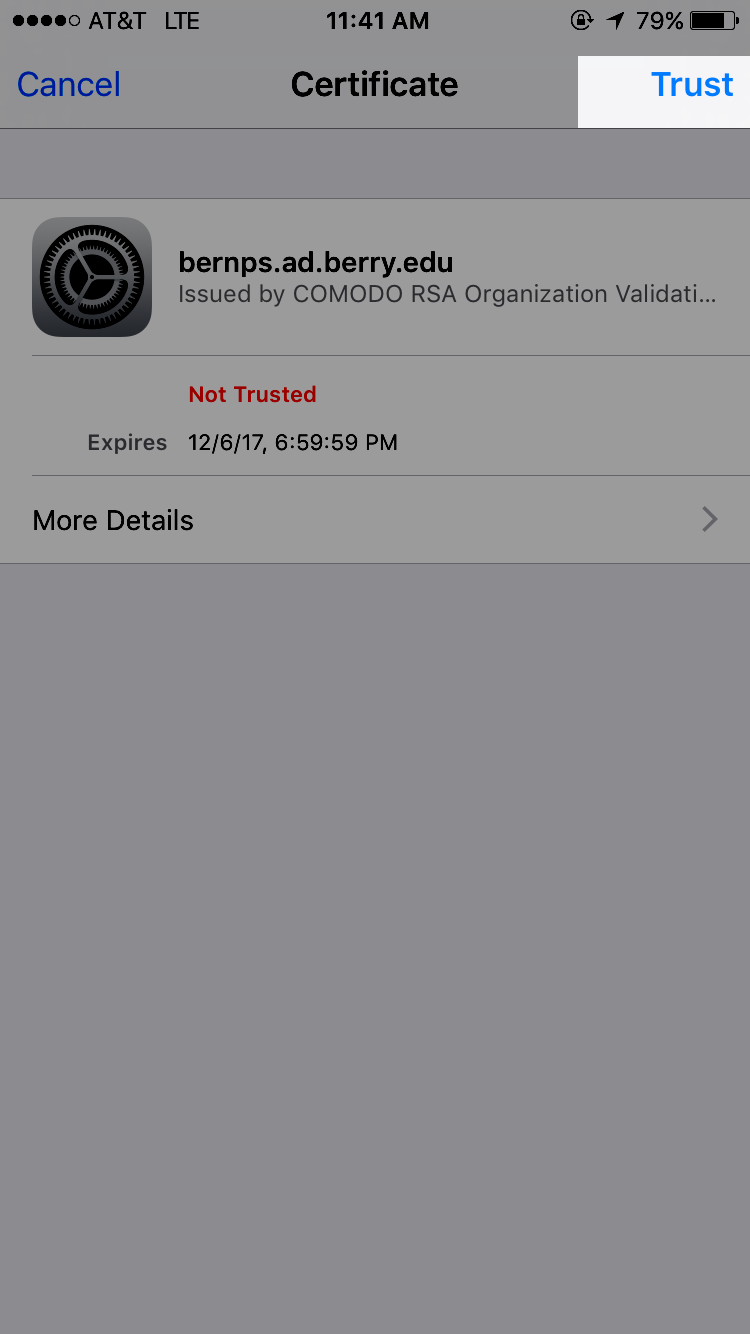 AT&T LTE 11:41 AM 79%
Cancel Certificate Trust
bernps.ad.berry.edu
Issued by COMODO RSA Organization Validati...
Not Trusted
Expires 12/6/17, 6:59:59 PM
More Details